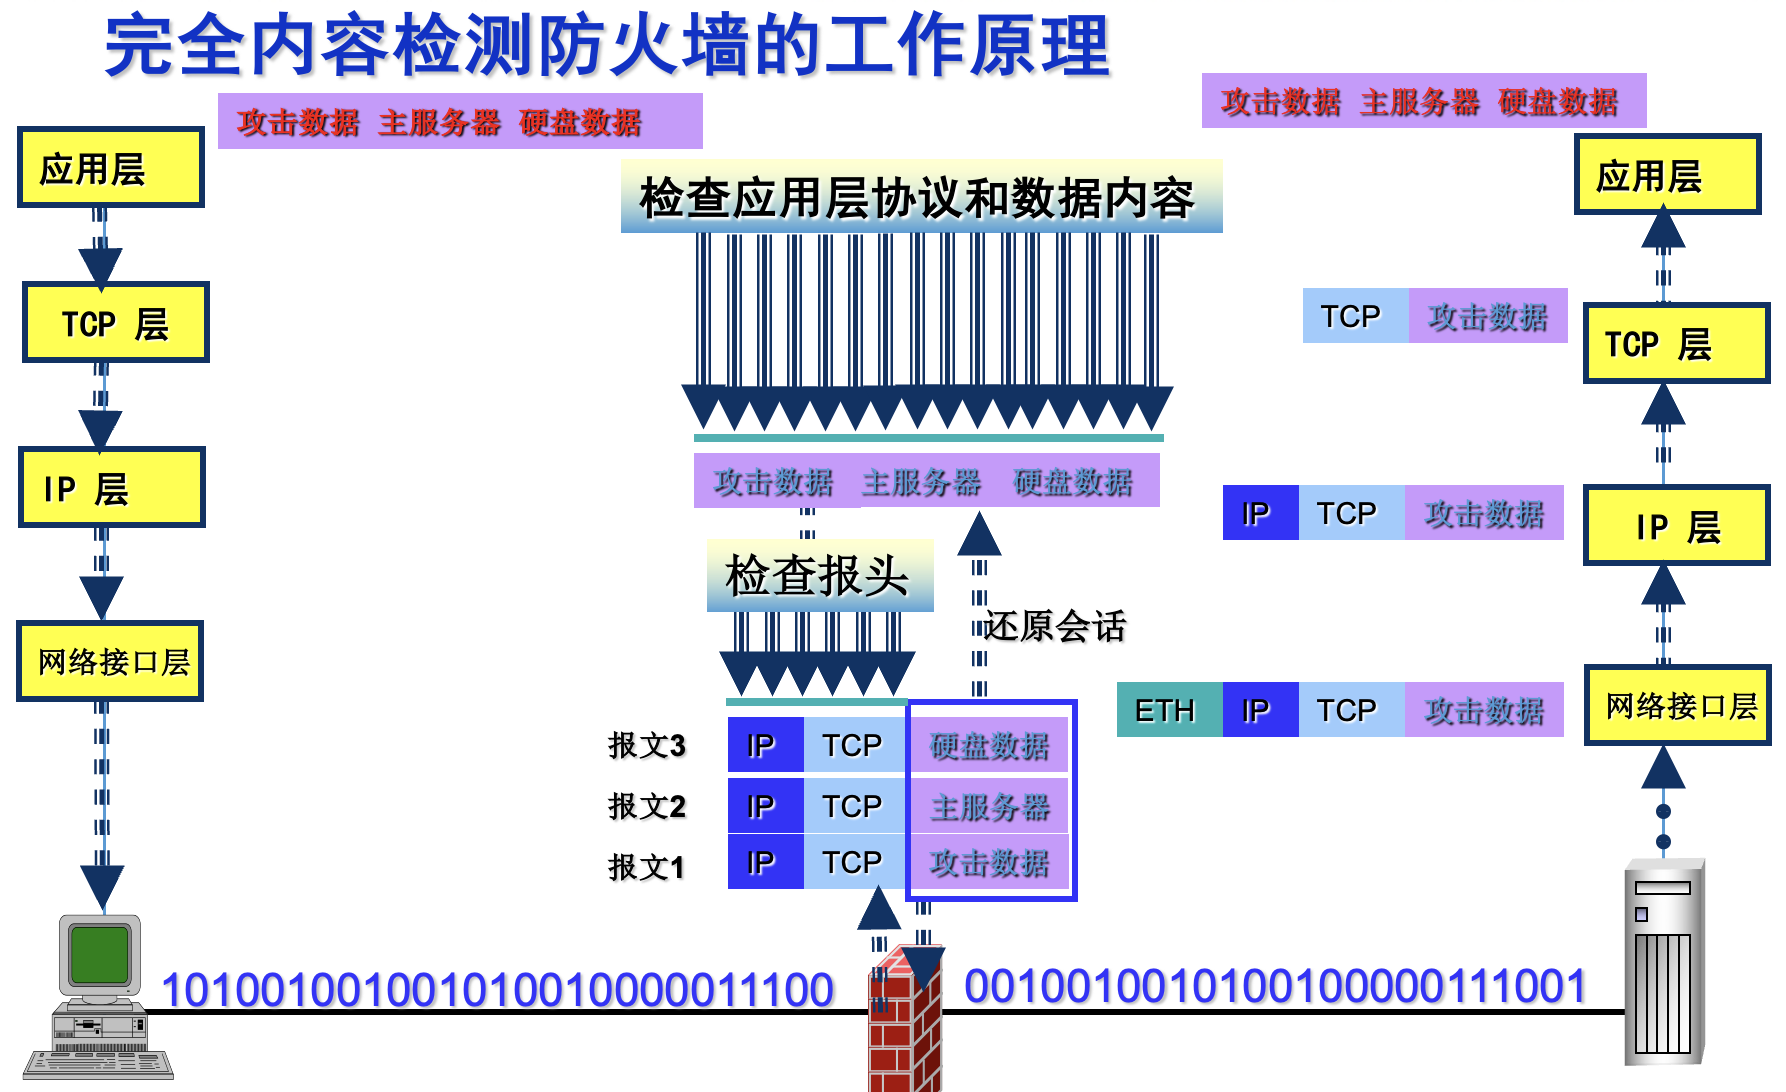 完全内容检测防火墙的工作原理
攻击数据 主服务器 硬盘数据
攻击数据 主服务器 硬盘数据
应用层
应用层
检查应用层协议和数据内容
TCP 层
TCP 攻击数据
TCP 层
IP 层
攻击数据 主服务器 硬盘数据
IP TCP 攻击数据
IP 层
检查报头
还原会话
网络接口层
ETH IP TCP 攻击数据
网络接口层
报文3 IP TCP 硬盘数据
报文2 IP TCP 主服务器
报文1 IP TCP 攻击数据
101001001001010010000011100
0010010010100100000111001